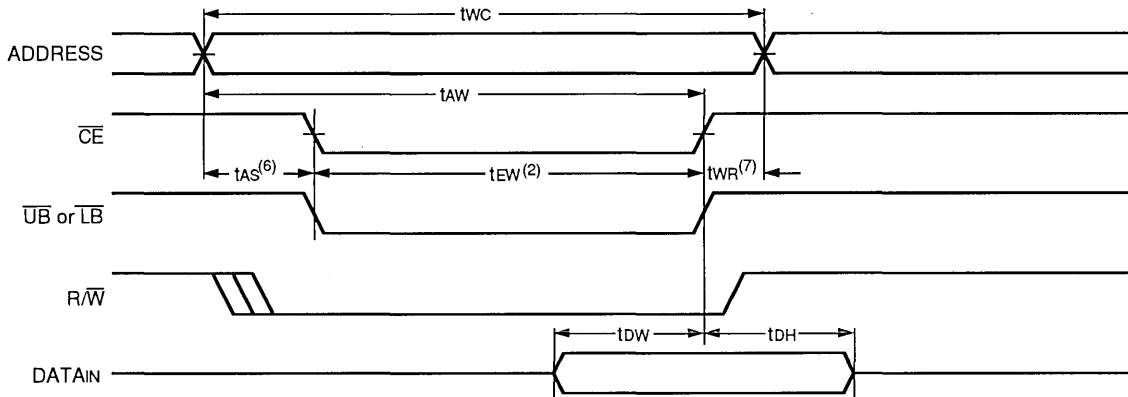 tWC
ADDRESS
tAW
CE
tAS(6) tEW(2) tWR(7)
UB or LB
R/W
tDW tDH
DATAIN